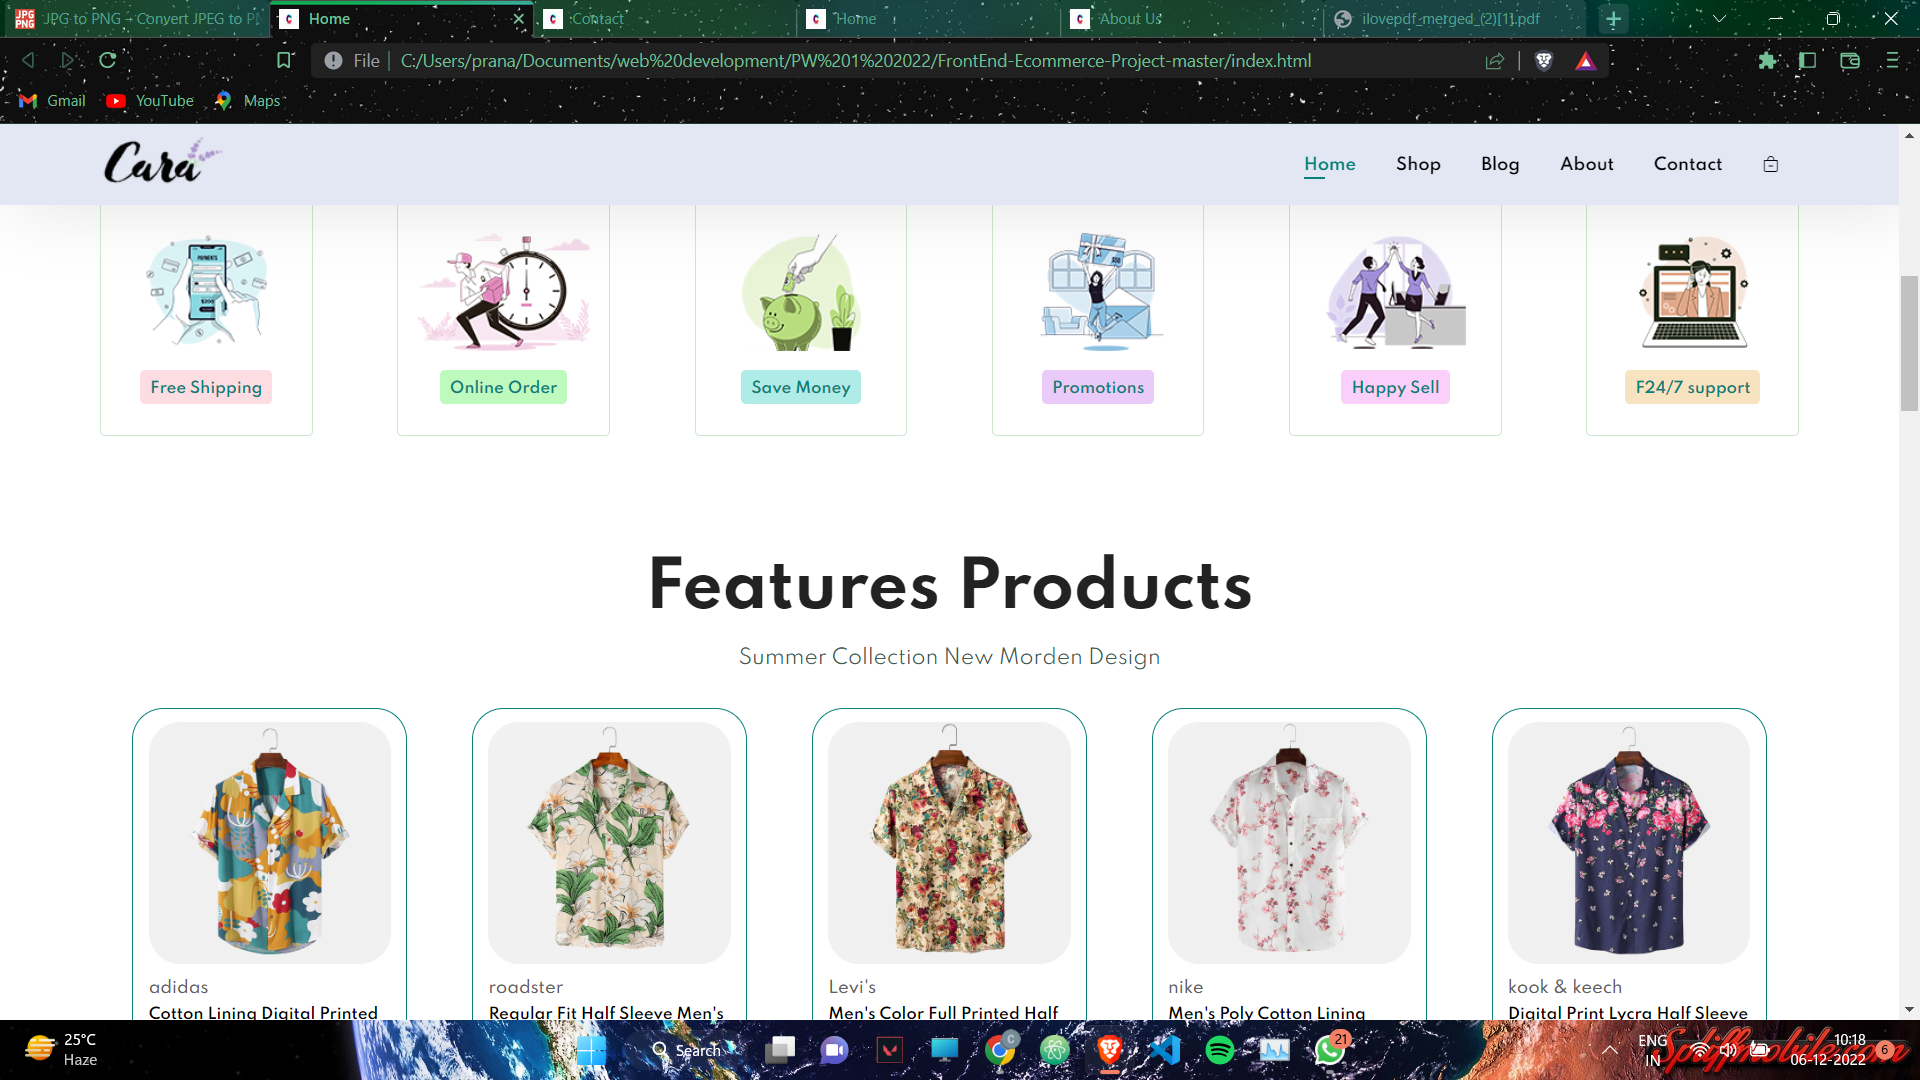 JPG to PNG - Convert JPEG to PN
Home
Contact
Home
About Us
ilovepdf_merged_(2)[1].pdf
File
C:/Users/prana/Documents/web%20development/PW%201%202022/FrontEnd-Ecommerce-Project-master/index.html
Gmail YouTube Maps
Cara
Home Shop Blog About Contact
Free Shipping
Online Order
Save Money
Promotions
Happy Sell
F24/7 support
Features Products
Summer Collection New Morden Design
adidas
Cotton Lining Digital Printed
roadster
Regular Fit Half Sleeve Men's
Levi's
Men's Color Full Printed Half
nike
Men's Poly Cotton Lining
kook & keech
Digital Print Lycra Half Sleeve
25°C
Haze
Search
21
ENG
IN
10:18
06-12-2022
6
Spiffmobile.com